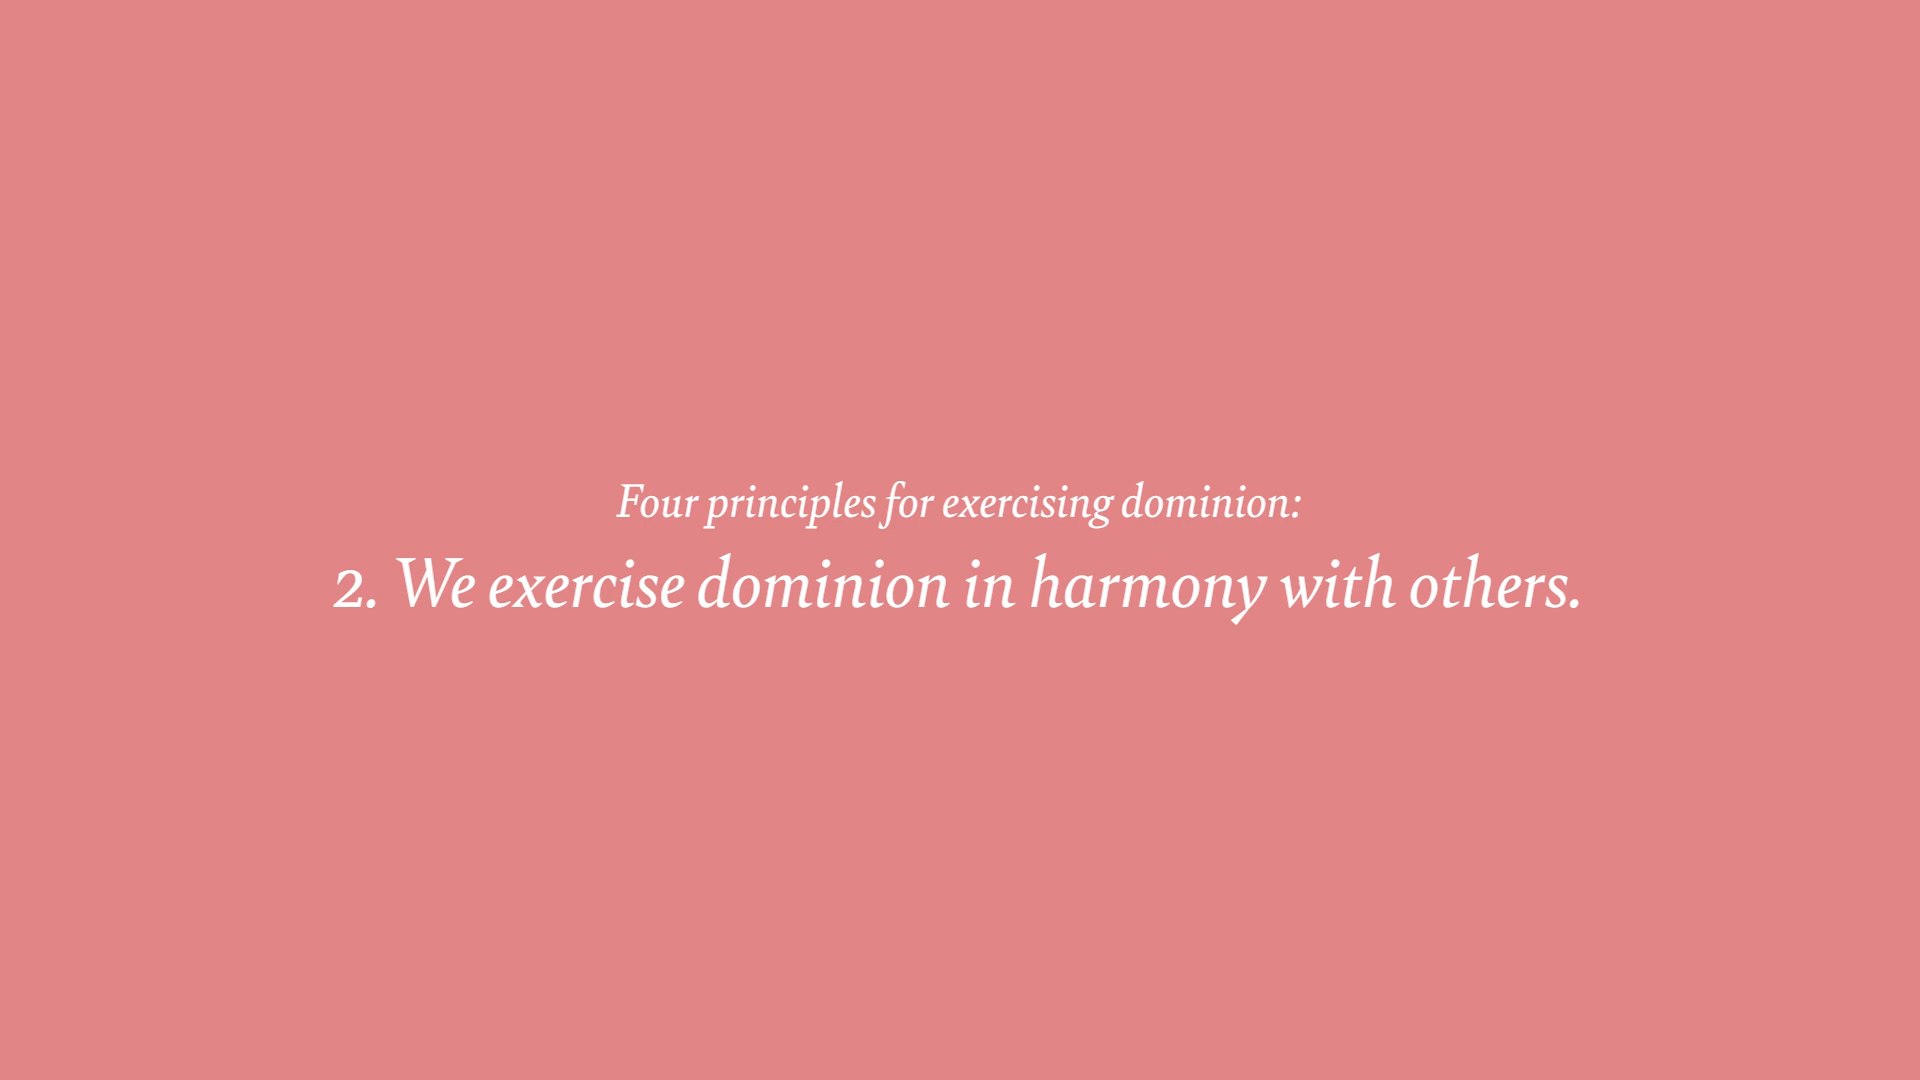 Four principles for exercising dominion:
2. We exercise dominion in harmony with others.